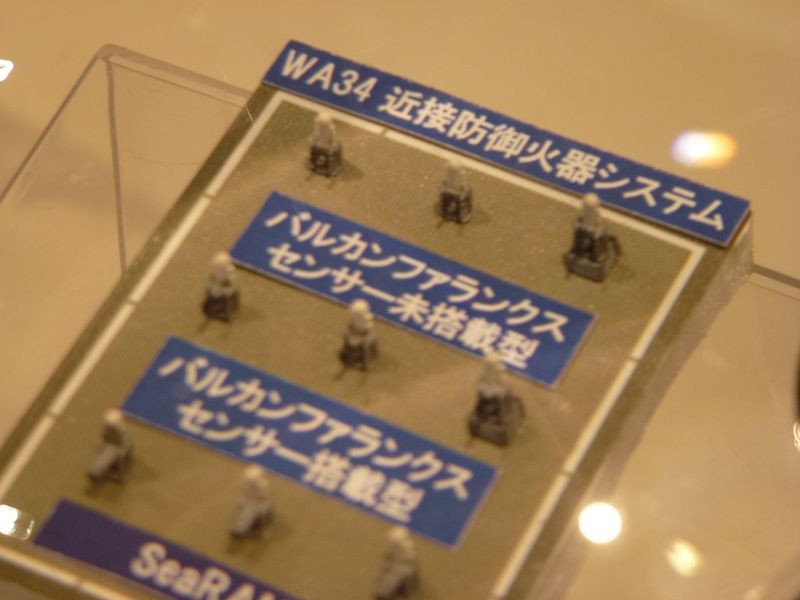 WA34 近接防御火器システム
バルカンファランクス
センサー未搭載型
バルカンファランクス
センサー搭載型